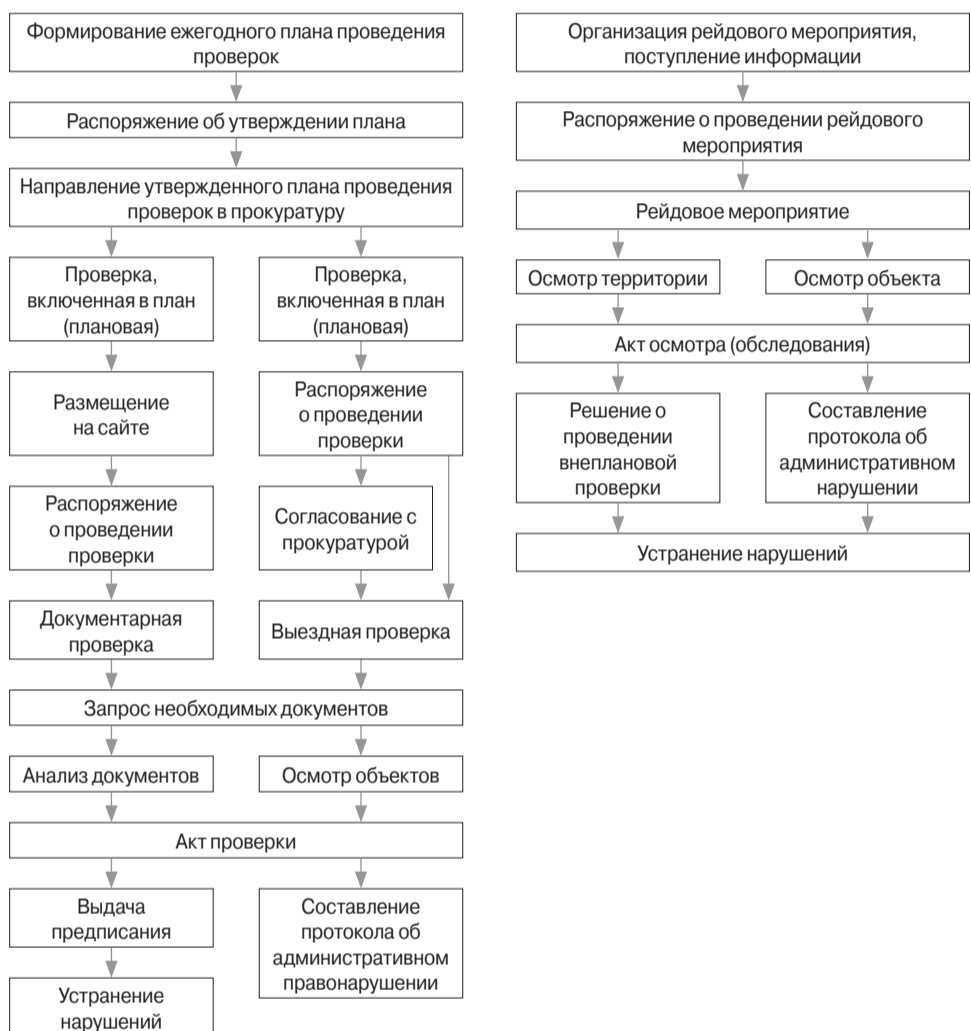 Формирование ежегодного плана проведения
проверок
Распоряжение об утверждении плана
Направление утвержденного плана проведения
проверок в прокуратуру
Проверка,
включенная в план
(плановая)
Размещение
на сайте
Распоряжение
о проведении
проверки
Документарная
проверка
Проверка,
включенная в план
(плановая)
Распоряжение
о проведении
проверки
Согласование с
прокуратурой
Выездная проверка
Запрос необходимых документов
Анализ документов
Осмотр объектов
Акт проверки
Выдача
предписания
Устранение
нарушений
Составление
протокола об
административном
правонарушении
Организация рейдового мероприятия,
поступление информации
Распоряжение о проведении рейдового
мероприятия
Рейдовое мероприятие
Осмотр территории
Осмотр объекта
Акт осмотра (обследования)
Решение о
проведении
внеплановой
проверки
Составление
протокола об
административном
нарушении
Устранение нарушений